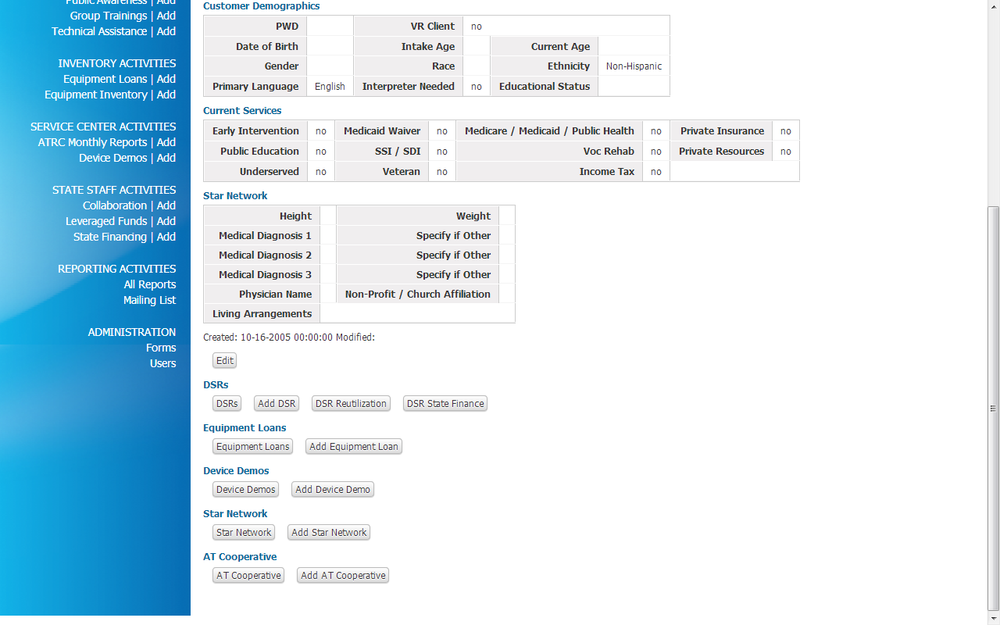 Public Awareness | Add
Group Trainings | Add
Technical Assistance | Add
INVENTORY ACTIVITIES
Equipment Loans | Add
Equipment Inventory | Add
SERVICE CENTER ACTIVITIES
ATRC Monthly Reports | Add
Device Demos | Add
STATE STAFF ACTIVITIES
Collaboration | Add
Leveraged Funds | Add
State Financing | Add
REPORTING ACTIVITIES
All Reports
Mailing List
ADMINISTRATION
Forms
Users
Customer Demographics
PWD VR Client no
Date of Birth Intake Age Current Age
Gender Race Ethnicity Non-Hispanic
Primary Language English Interpreter Needed no Educational Status
Current Services
Early Intervention no Medicaid Waiver no Medicare / Medicaid / Public Health no Private Insurance no
Public Education no SSI / SDI no Voc Rehab no Private Resources no
Underserved no Veteran no Income Tax no
Star Network
Height Weight
Medical Diagnosis 1 Specify if Other
Medical Diagnosis 2 Specify if Other
Medical Diagnosis 3 Specify if Other
Physician Name Non-Profit / Church Affiliation
Living Arrangements
Created: 10-16-2005 00:00:00 Modified:
Edit
DSRs
DSRs Add DSR DSR Reutilization DSR State Finance
Equipment Loans
Equipment Loans Add Equipment Loan
Device Demos
Device Demos Add Device Demo
Star Network
Star Network Add Star Network
AT Cooperative
AT Cooperative Add AT Cooperative